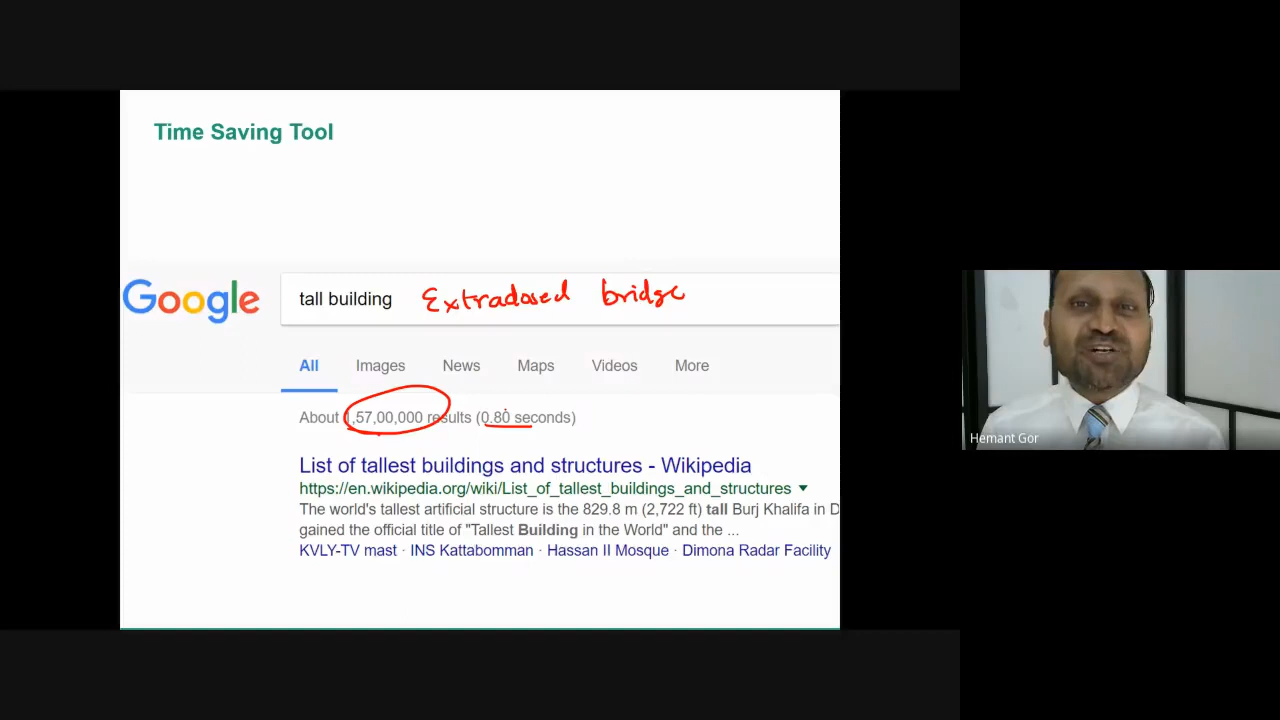 Time Saving Tool
Google tall building Extradosed bridge
All Images News Maps Videos More
About 1,57,00,000 results (0.80 seconds)
List of tallest buildings and structures - Wikipedia
https://en.wikipedia.org/wiki/List_of_tallest_buildings_and_structures
The world's tallest artificial structure is the 829.8 m (2,722 ft) tall Burj Khalifa in D
gained the official title of "Tallest Building in the World" and the ...
KVLY-TV mast · INS Kattabomman · Hassan II Mosque · Dimona Radar Facility
Hemant Gor